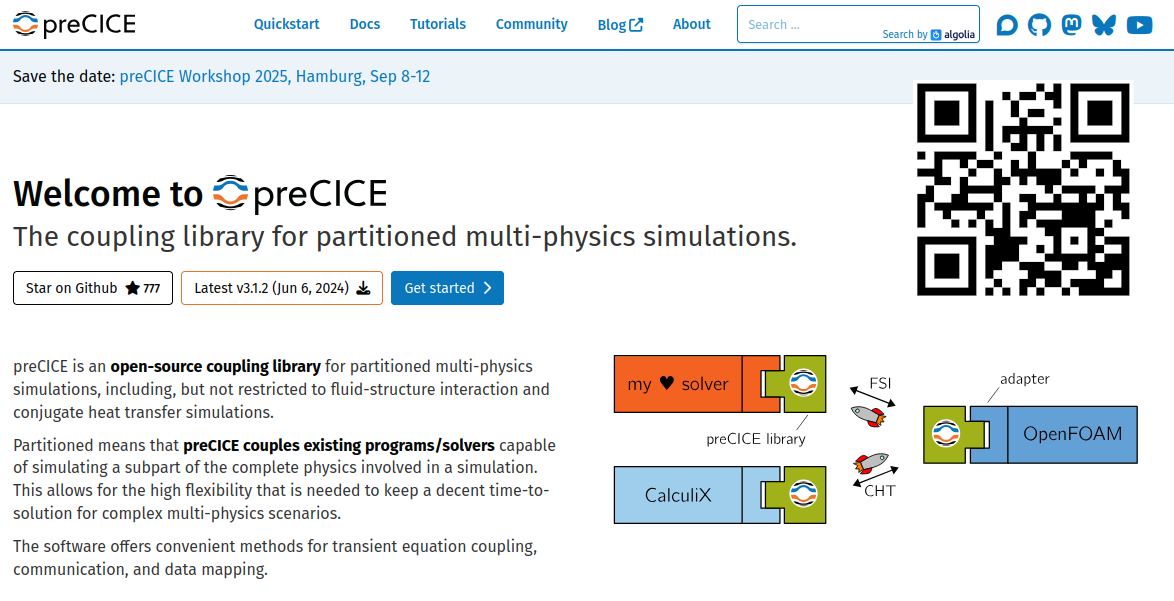 preCICE
Quickstart Docs Tutorials Community Blog About
Search ...
Search by algolia
Save the date: preCICE Workshop 2025, Hamburg, Sep 8-12
Welcome to preCICE
The coupling library for partitioned multi-physics simulations.
Star on Github 777
Latest v3.1.2 (Jun 6, 2024)
Get started
preCICE is an open-source coupling library for partitioned multi-physics
simulations, including, but not restricted to fluid-structure interaction and
conjugate heat transfer simulations.
Partitioned means that preCICE couples existing programs/solvers capable
of simulating a subpart of the complete physics involved in a simulation.
This allows for the high flexibility that is needed to keep a decent time-to-
solution for complex multi-physics scenarios.
The software offers convenient methods for transient equation coupling,
communication, and data mapping.
my ♥ solver
preCICE library
CalculiX
FSI
CHT
adapter
OpenFOAM